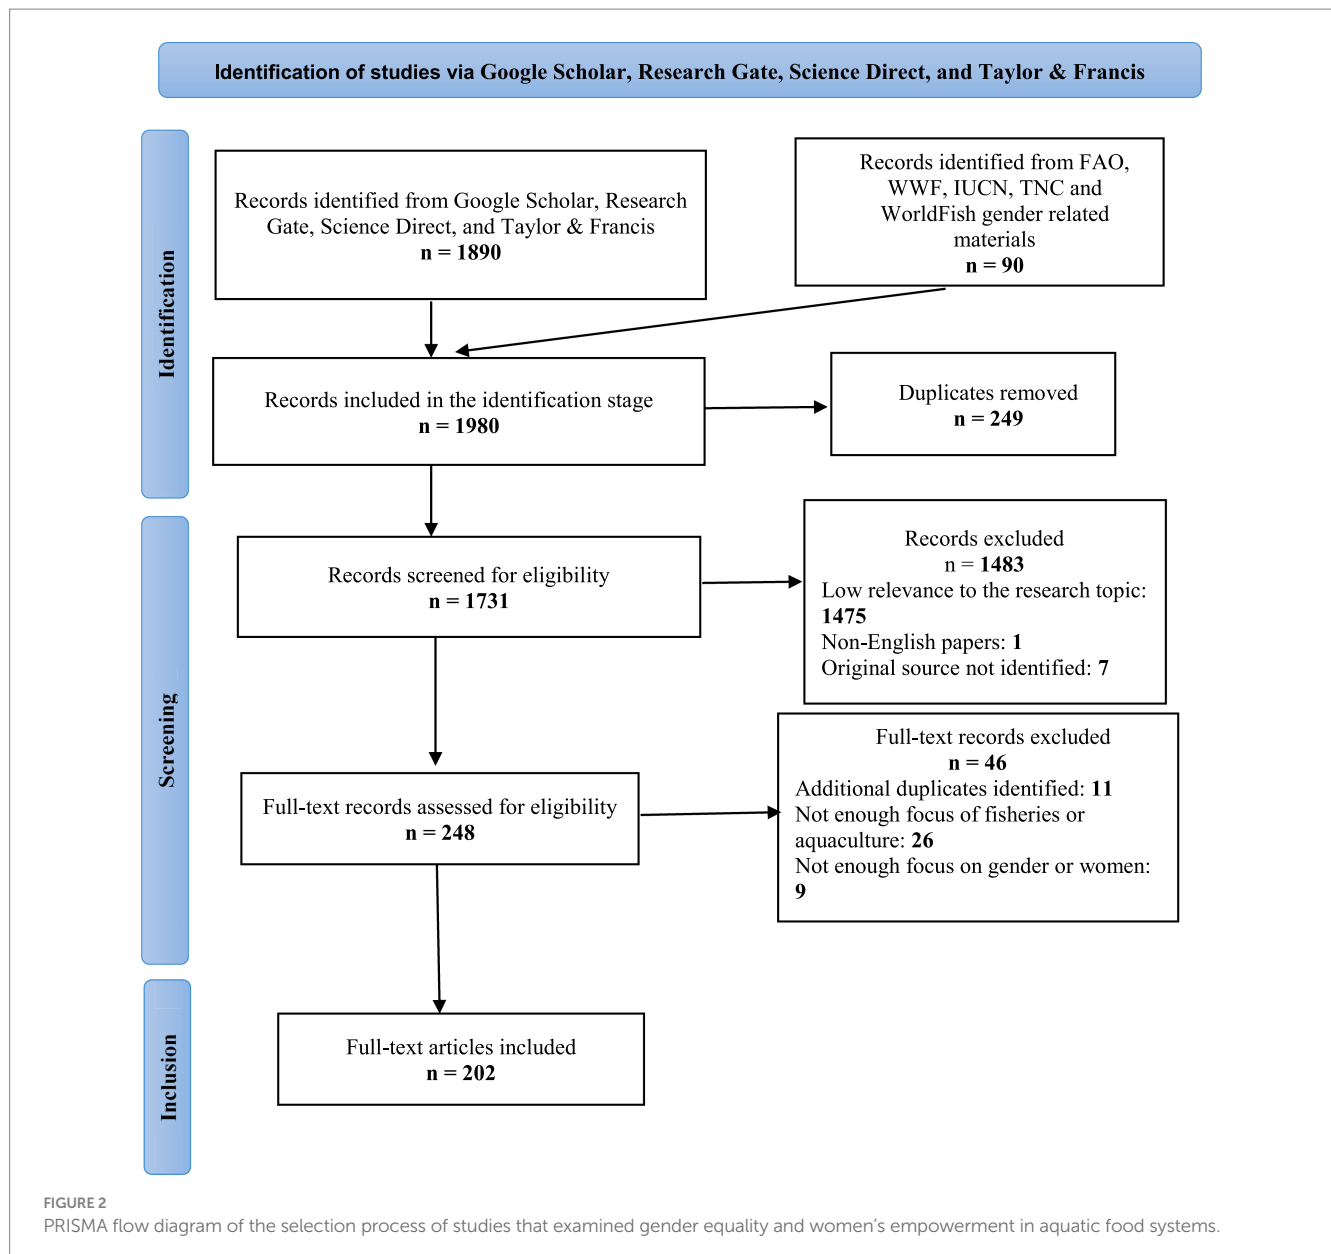 Identification of studies via Google Scholar, Research Gate, Science Direct, and Taylor & Francis
Identification
Records identified from Google Scholar, Research
Gate, Science Direct, and Taylor & Francis
n = 1890
Records identified from FAO,
WWF, IUCN, TNC and
WorldFish gender related
materials
n = 90
Records included in the identification stage
n = 1980
Duplicates removed
n = 249
Screening
Records screened for eligibility
n = 1731
Records excluded
n = 1483
Low relevance to the research topic:
1475
Non-English papers: 1
Original source not identified: 7
Full-text records assessed for eligibility
n = 248
Full-text records excluded
n = 46
Additional duplicates identified: 11
Not enough focus of fisheries or
aquaculture: 26
Not enough focus on gender or women:
9
Inclusion
Full-text articles included
n = 202
FIGURE 2
PRISMA flow diagram of the selection process of studies that examined gender equality and women's empowerment in aquatic food systems.